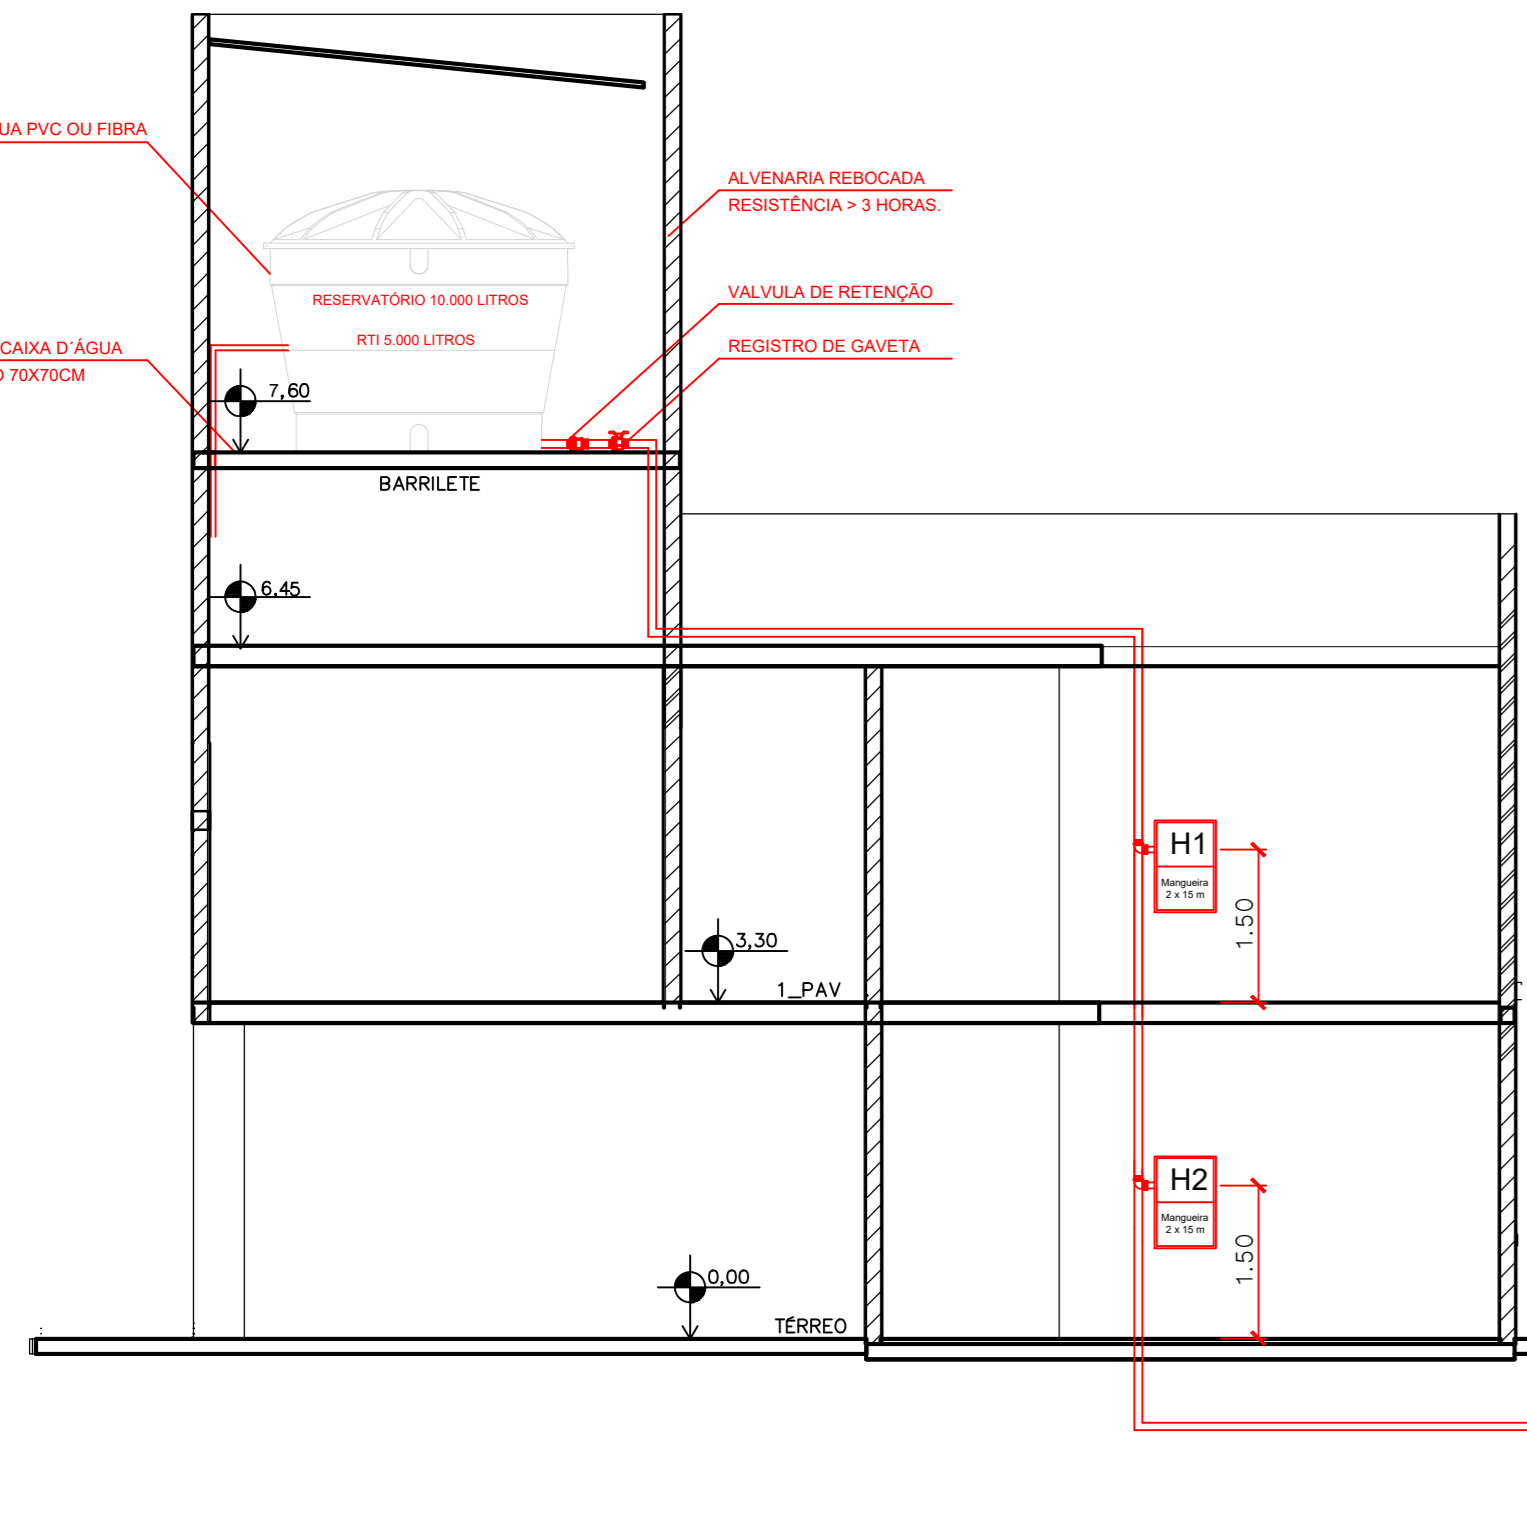 UA PVC OU FIBRA
ALVENARIA REBOCADA
RESISTÊNCIA > 3 HORAS.
VALVULA DE RETENÇÃO
RESERVATÓRIO 10.000 LITROS
RTI 5.000 LITROS
REGISTRO DE GAVETA
CAIXA D´ÁGUA
O 70X70CM
7,60
BARRILETE
6,45
H1
Mangueira
2 x 15 m
1.50
3,30
1_PAV
H2
Mangueira
2 x 15 m
1.50
0,00
TÉRREO